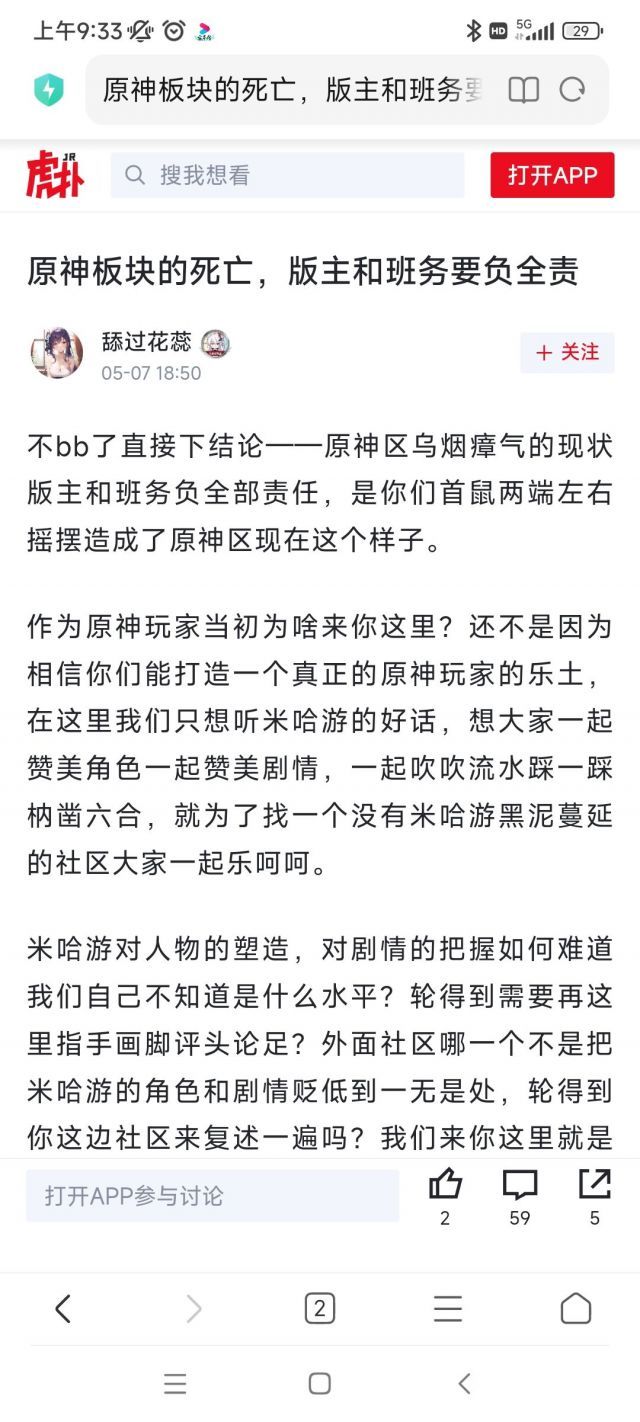 上午9:33
HD 5G 29
原神板块的死亡，版主和班务要
虎扑 JR
搜我想看
打开APP
原神板块的死亡，版主和班务要负全责
舔过花蕊
05-07 18:50
+ 关注
不bb了直接下结论——原神区乌烟瘴气的现状
版主和班务负全部责任，是你们首鼠两端左右
摇摆造成了原神区现在这个样子。
作为原神玩家当初为啥来你这里？还不是因为
相信你们能打造一个真正的原神玩家的乐土，
在这里我们只想听米哈游的好话，想大家一起
赞美角色一起赞美剧情，一起吹吹流水踩一踩
枘凿六合，就为了找一个没有米哈游黑泥蔓延
的社区大家一起乐呵呵。
米哈游对人物的塑造，对剧情的把握如何难道
我们自己不知道是什么水平？轮得到需要再这
里指手画脚评头论足？外面社区哪一个不是把
米哈游的角色和剧情贬低到一无是处，轮得到
你这边社区来复述一遍吗？我们来你这里就是
打开APP参与讨论
2
59
5
2